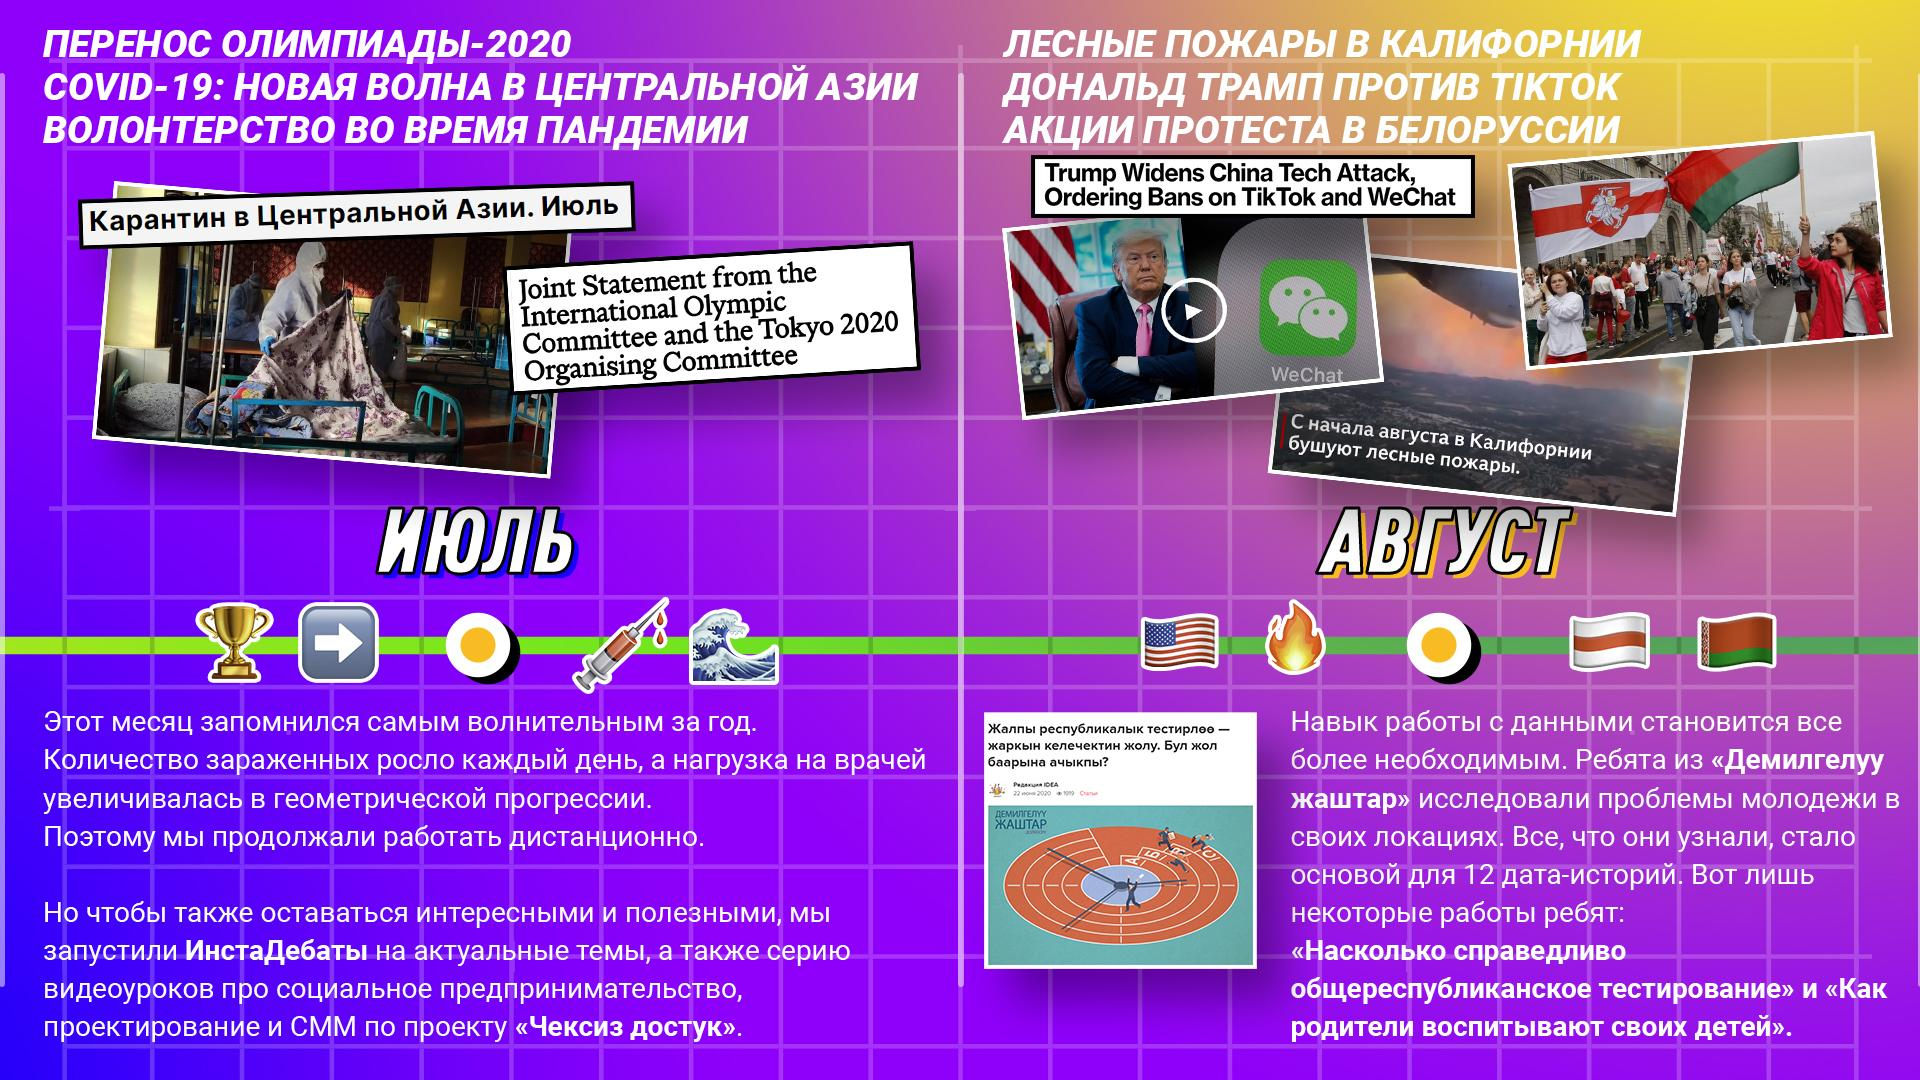 ПЕРЕНОС ОЛИМПИАДЫ-2020
COVID-19: НОВАЯ ВОЛНА В ЦЕНТРАЛЬНОЙ АЗИИ
ВОЛОНТЕРСТВО ВО ВРЕМЯ ПАНДЕМИИ
Карантин в Центральной Азии. Июль
Joint Statement from the
International Olympic
Committee and the Tokyo 2020
Organising Committee
ИЮЛЬ
Этот месяц запомнился самым волнительным за год.
Количество зараженных росло каждый день, а нагрузка на врачей
увеличивалась в геометрической прогрессии.
Поэтому мы продолжали работать дистанционно.
Но чтобы также оставаться интересными и полезными, мы
запустили ИнстаДебаты на актуальные темы, а также серию
видеоуроков про социальное предпринимательство,
проектирование и СММ по проекту «Чексиз достук».
ЛЕСНЫЕ ПОЖАРЫ В КАЛИФОРНИИ
ДОНАЛЬД ТРАМП ПРОТИВ TIKTOK
АКЦИИ ПРОТЕСТА В БЕЛОРУССИИ
Trump Widens China Tech Attack,
Ordering Bans on TikTok and WeChat
WeChat
С начала августа в Калифорнии
бушуют лесные пожары.
АВГУСТ
Жалпы республикалык тестирлөө —
жаркын келечектин жолу. Бул жол
баарына ачыкпы?
Редакция IDEA
22 июня 2020 1919 Статьи
ДЕМИЛГЕЛҮҮ
ЖАШТАР
Навык работы с данными становится все
более необходимым. Ребята из «Демилгелуу
жаштар» исследовали проблемы молодежи в
своих локациях. Все, что они узнали, стало
основой для 12 дата-историй. Вот лишь
некоторые работы ребят:
«Насколько справедливо
общереспубликанское тестирование» и «Как
родители воспитывают своих детей».